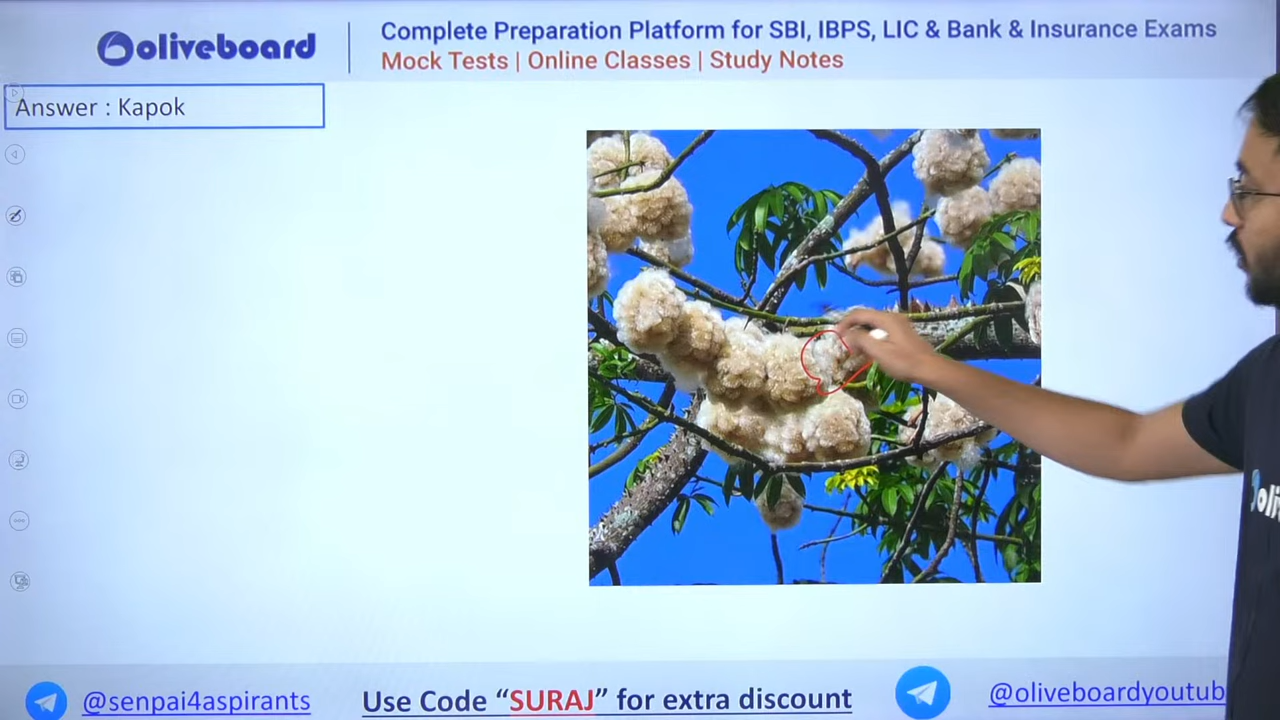 oliveboard
Complete Preparation Platform for SBI, IBPS, LIC & Bank & Insurance Exams
Mock Tests | Online Classes | Study Notes
Answer : Kapok
@senpai4aspirants
Use Code “SURAJ” for extra discount
@oliveboardyoutub